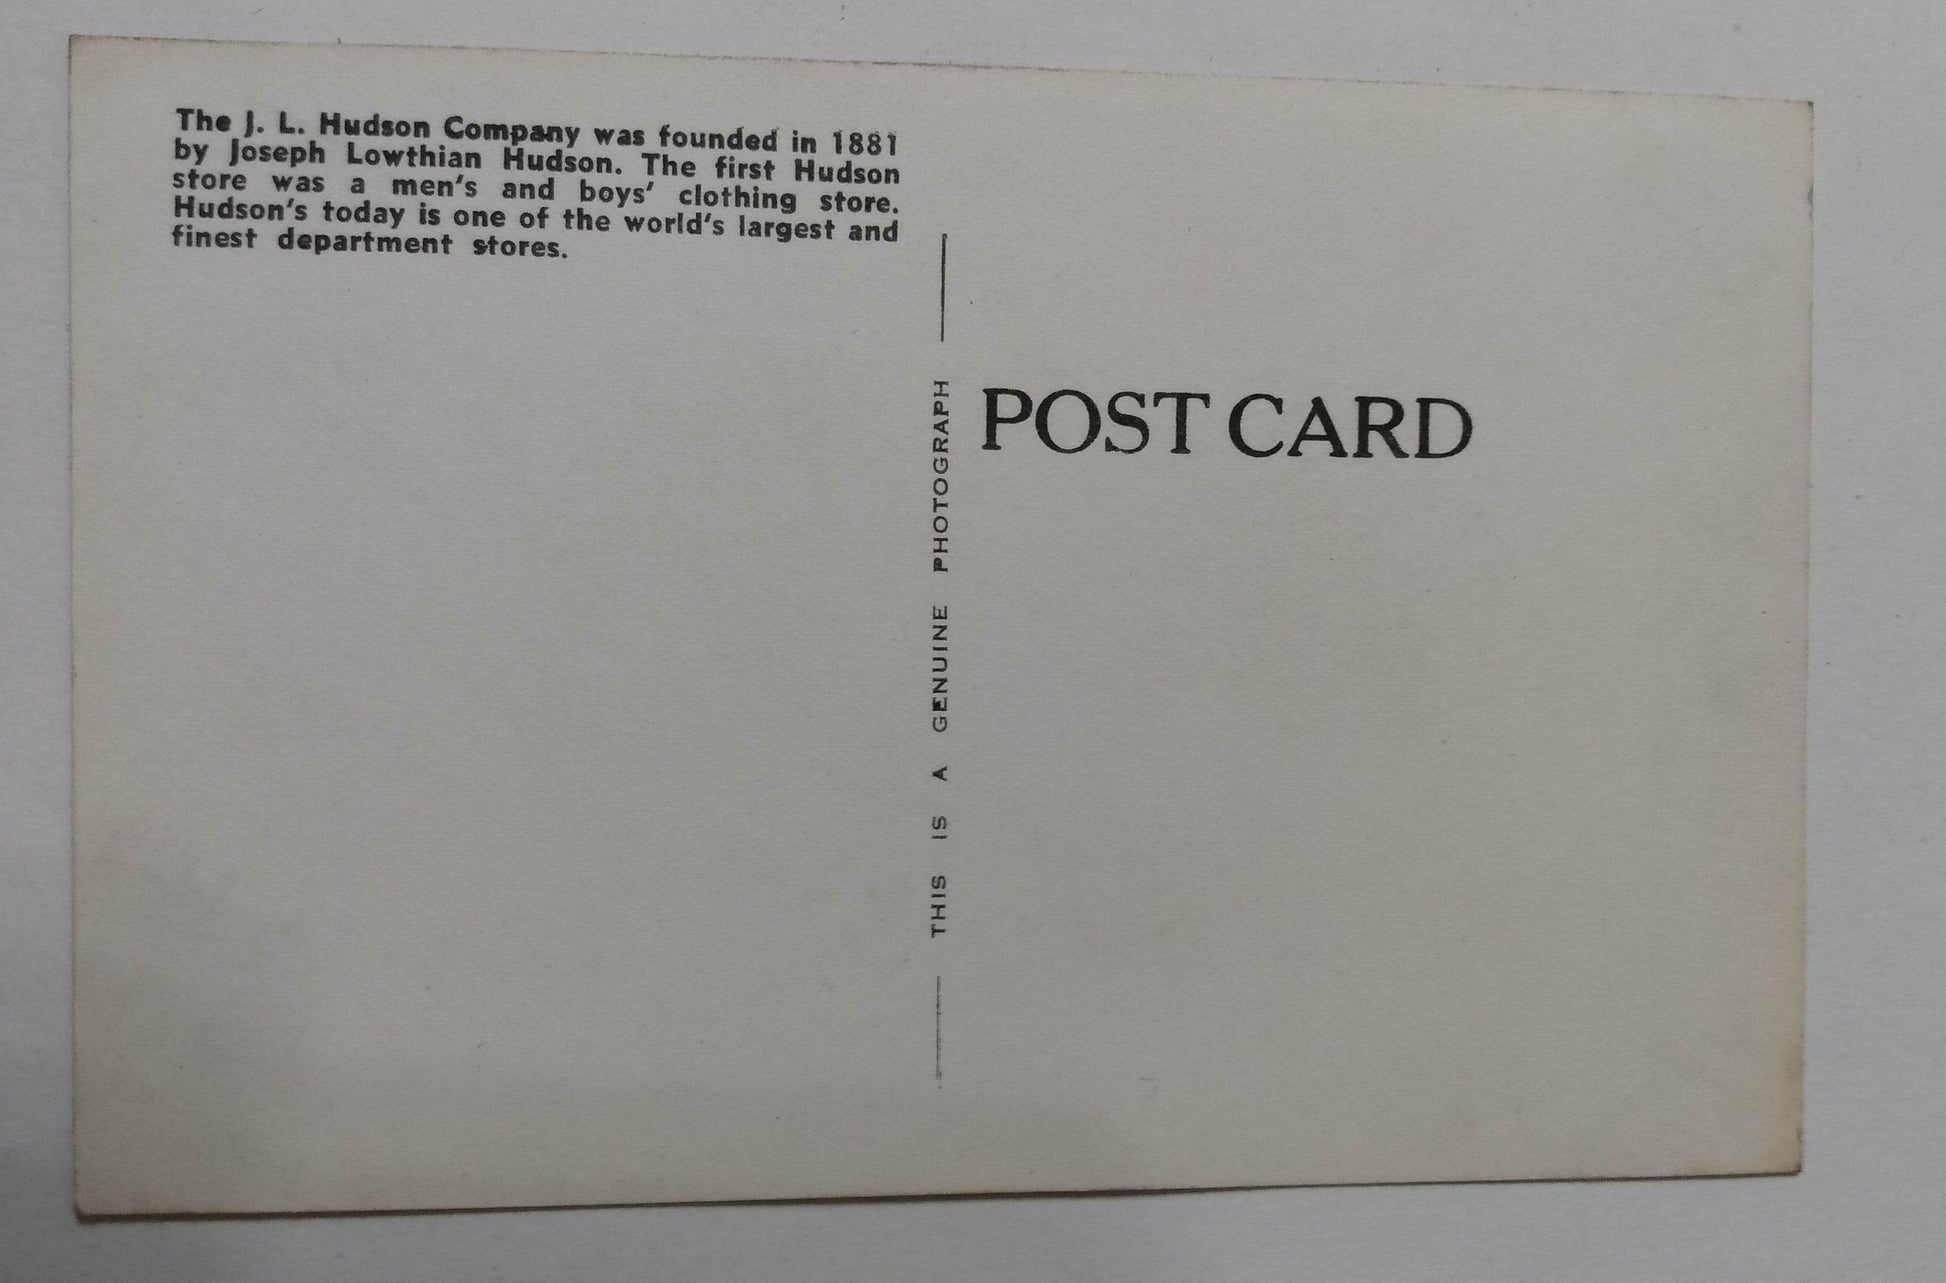 The J. L. Hudson Company was founded in 1881
by Joseph Lowthian Hudson. The first Hudson
store was a men's and boys' clothing store.
Hudson's today is one of the world's largest and
finest department stores.
THIS IS A GENUINE PHOTOGRAPH
POST CARD